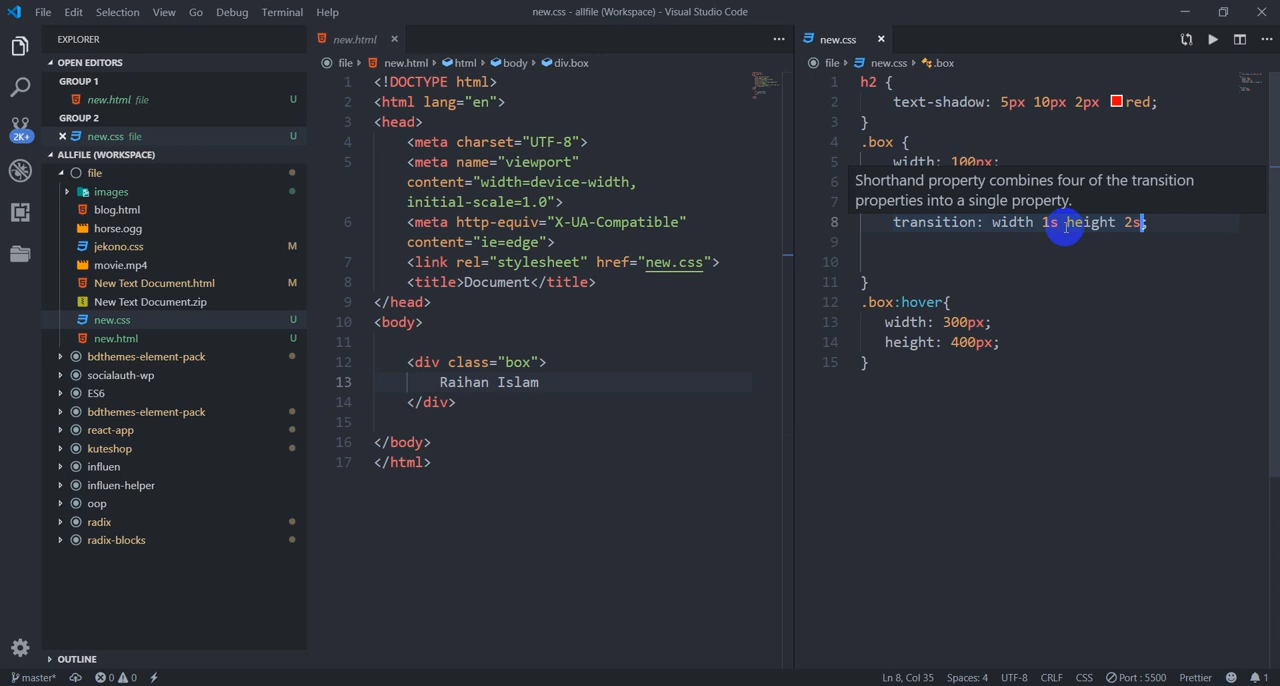 File Edit Selection View Go Debug Terminal Help
new.css - allfile (Workspace) - Visual Studio Code
EXPLORER
OPEN EDITORS
GROUP 1
new.html file U
GROUP 2
new.css file U
ALLFILE (WORKSPACE)
file
images
blog.html
horse.ogg
jekono.css M
movie.mp4
New Text Document.html M
New Text Document.zip
new.css U
new.html U
bdthemes-element-pack
socialauth-wp
ES6
bdthemes-element-pack
react-app
kuteshop
influen
influen-helper
oop
radix
radix-blocks
OUTLINE
2K+
new.html
file new.html html body div.box
1 <!DOCTYPE html>
2 <html lang="en">
3 <head>
4 <meta charset="UTF-8">
5 <meta name="viewport"
content="width=device-width,
initial-scale=1.0">
6 <meta http-equiv="X-UA-Compatible"
content="ie=edge">
7 <link rel="stylesheet" href="new.css">
8 <title>Document</title>
9 </head>
10 <body>
11
12 <div class="box">
13 Raihan Islam
14 </div>
15
16 </body>
17 </html>
new.css
file new.css .box
1 h2 {
2 text-shadow: 5px 10px 2px red;
3 }
4 .box {
5 width: 100px;
Shorthand property combines four of the transition
properties into a single property.
6
7
8 transition: width 1s height 2s;
9
10
11 }
12 .box:hover{
13 width: 300px;
14 height: 400px;
15 }
master* 0 0 Ln 8, Col 35 Spaces: 4 UTF-8 CRLF CSS Port : 5500 Prettier 1